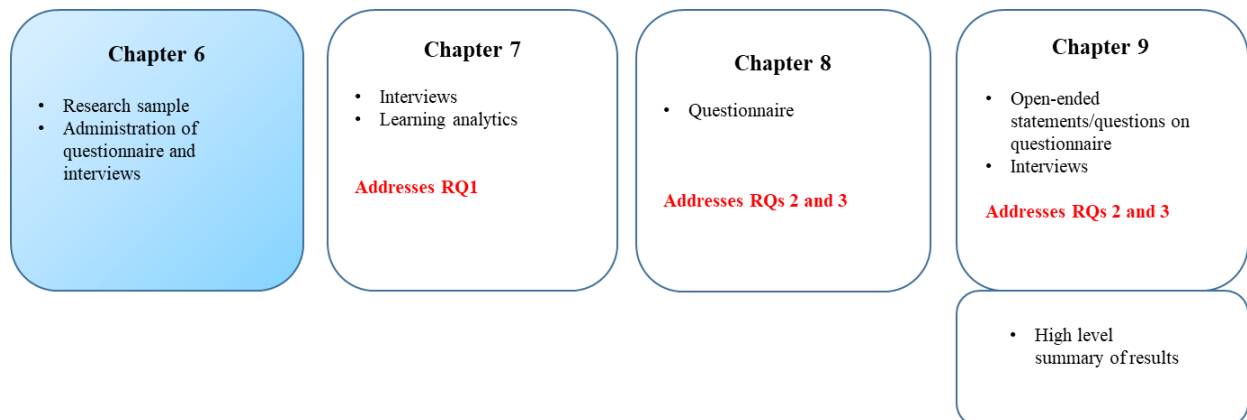 Chapter 6
• Research sample
• Administration of
questionnaire and
interviews
Chapter 7
• Interviews
• Learning analytics
Addresses RQ1
Chapter 8
• Questionnaire
Addresses RQs 2 and 3
Chapter 9
• Open-ended
statements/questions on
questionnaire
• Interviews
Addresses RQs 2 and 3
• High level
summary of results